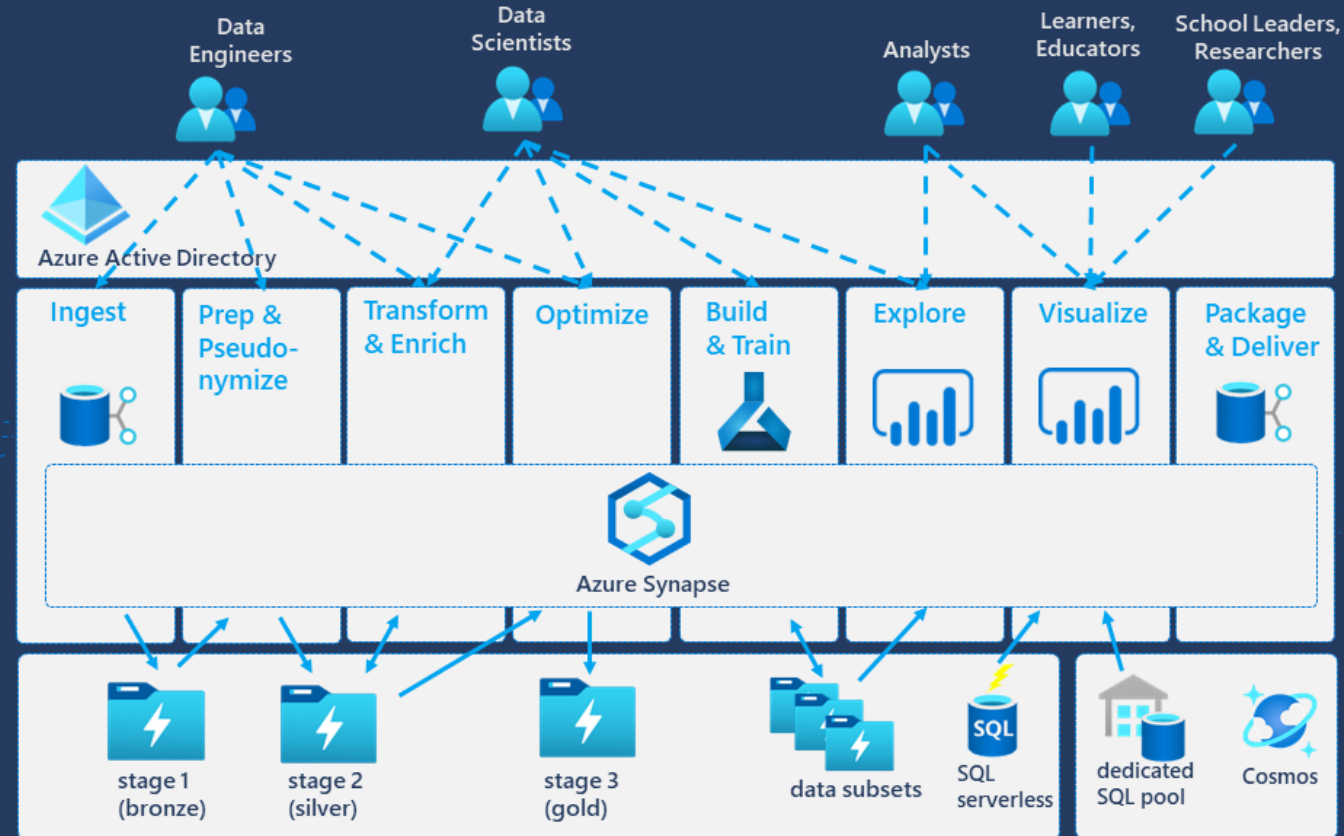 Data
Engineers
Data
Scientists
Analysts
Learners,
Educators
School Leaders,
Researchers
Azure Active Directory
Ingest
Prep &
Pseudo-
nymize
Transform
& Enrich
Optimize
Build
& Train
Explore
Visualize
Package
& Deliver
Azure Synapse
stage 1
(bronze)
stage 2
(silver)
stage 3
(gold)
data subsets
SQL
SQL
serverless
dedicated
SQL pool
Cosmos